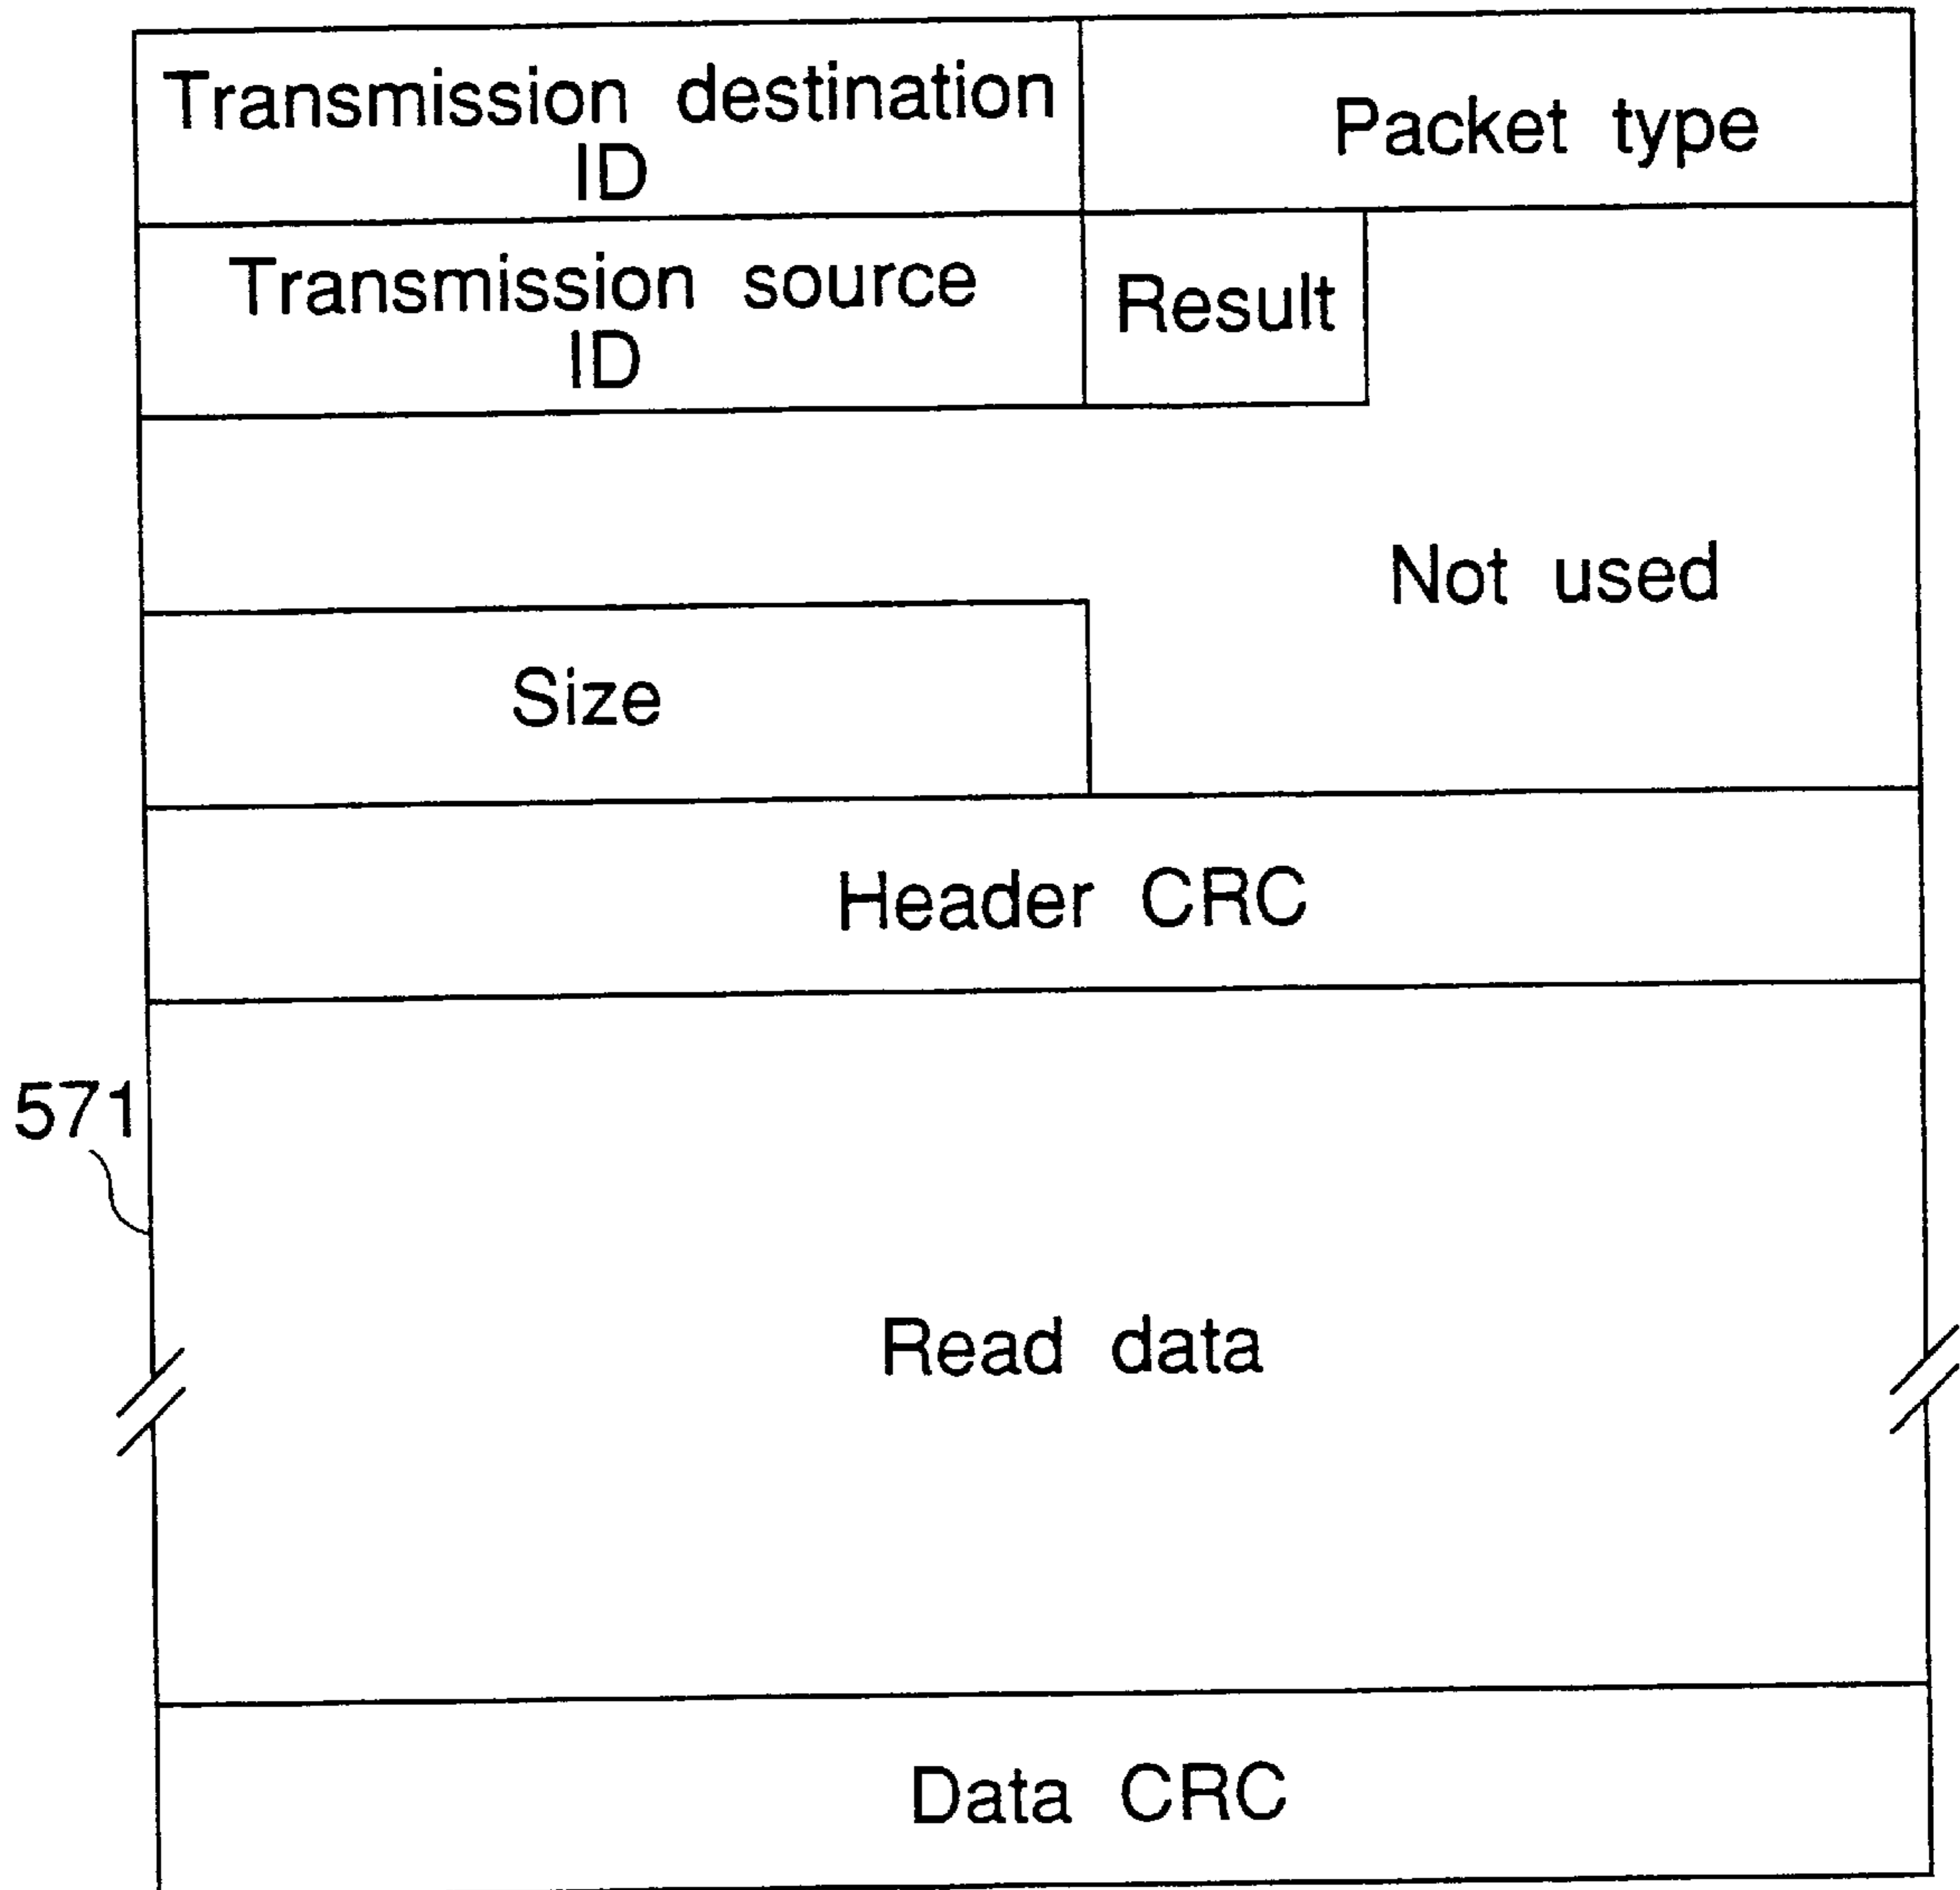 Transmission destination
ID
Packet type
Transmission source
ID
Result
Not used
Size
Header CRC
571
Read data
Data CRC